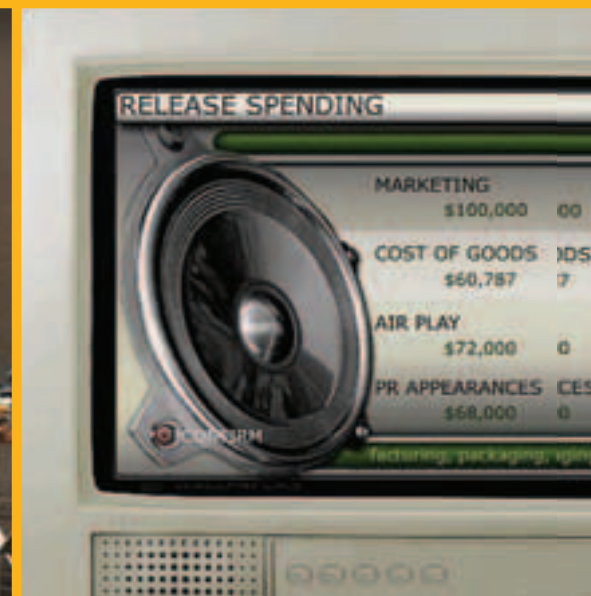 RELEASE SPENDING
MARKETING
$100,000 00
COST OF GOODS ODS
$60,787 7
AIR PLAY
$72,000 0
PR APPEARANCES CES
$68,000 0
CONFIRM
facturing, packaging,